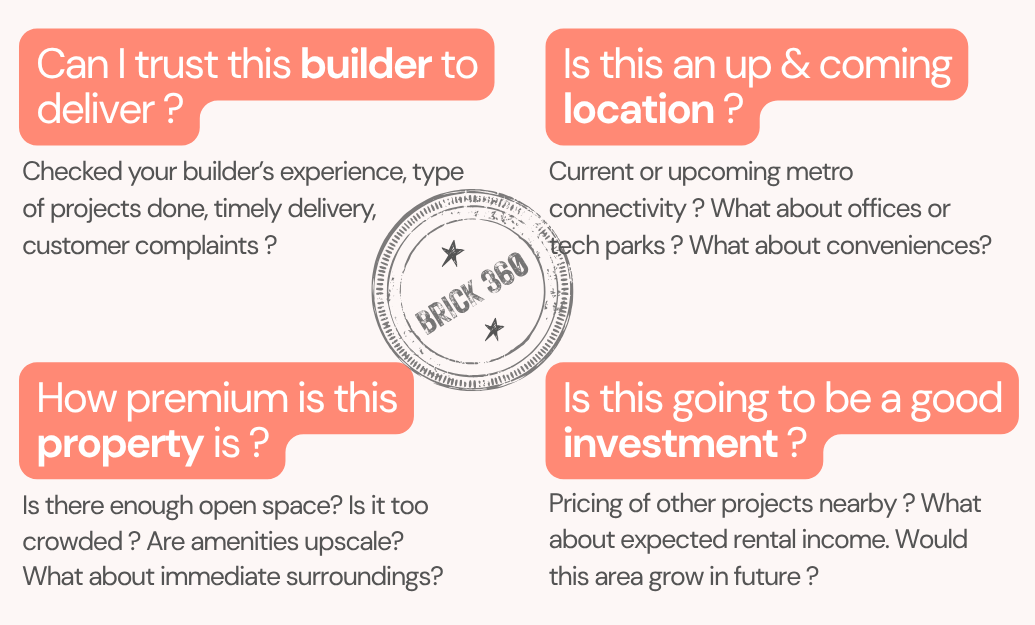 Can I trust this builder to
deliver ?
Checked your builder's experience, type
of projects done, timely delivery,
customer complaints ?
Is this an up & coming
location ?
Current or upcoming metro
connectivity ? What about offices or
tech parks ? What about conveniences?
BRICK 360
How premium is this
property is ?
Is there enough open space? Is it too
crowded ? Are amenities upscale?
What about immediate surroundings?
Is this going to be a good
investment ?
Pricing of other projects nearby ? What
about expected rental income. Would
this area grow in future ?